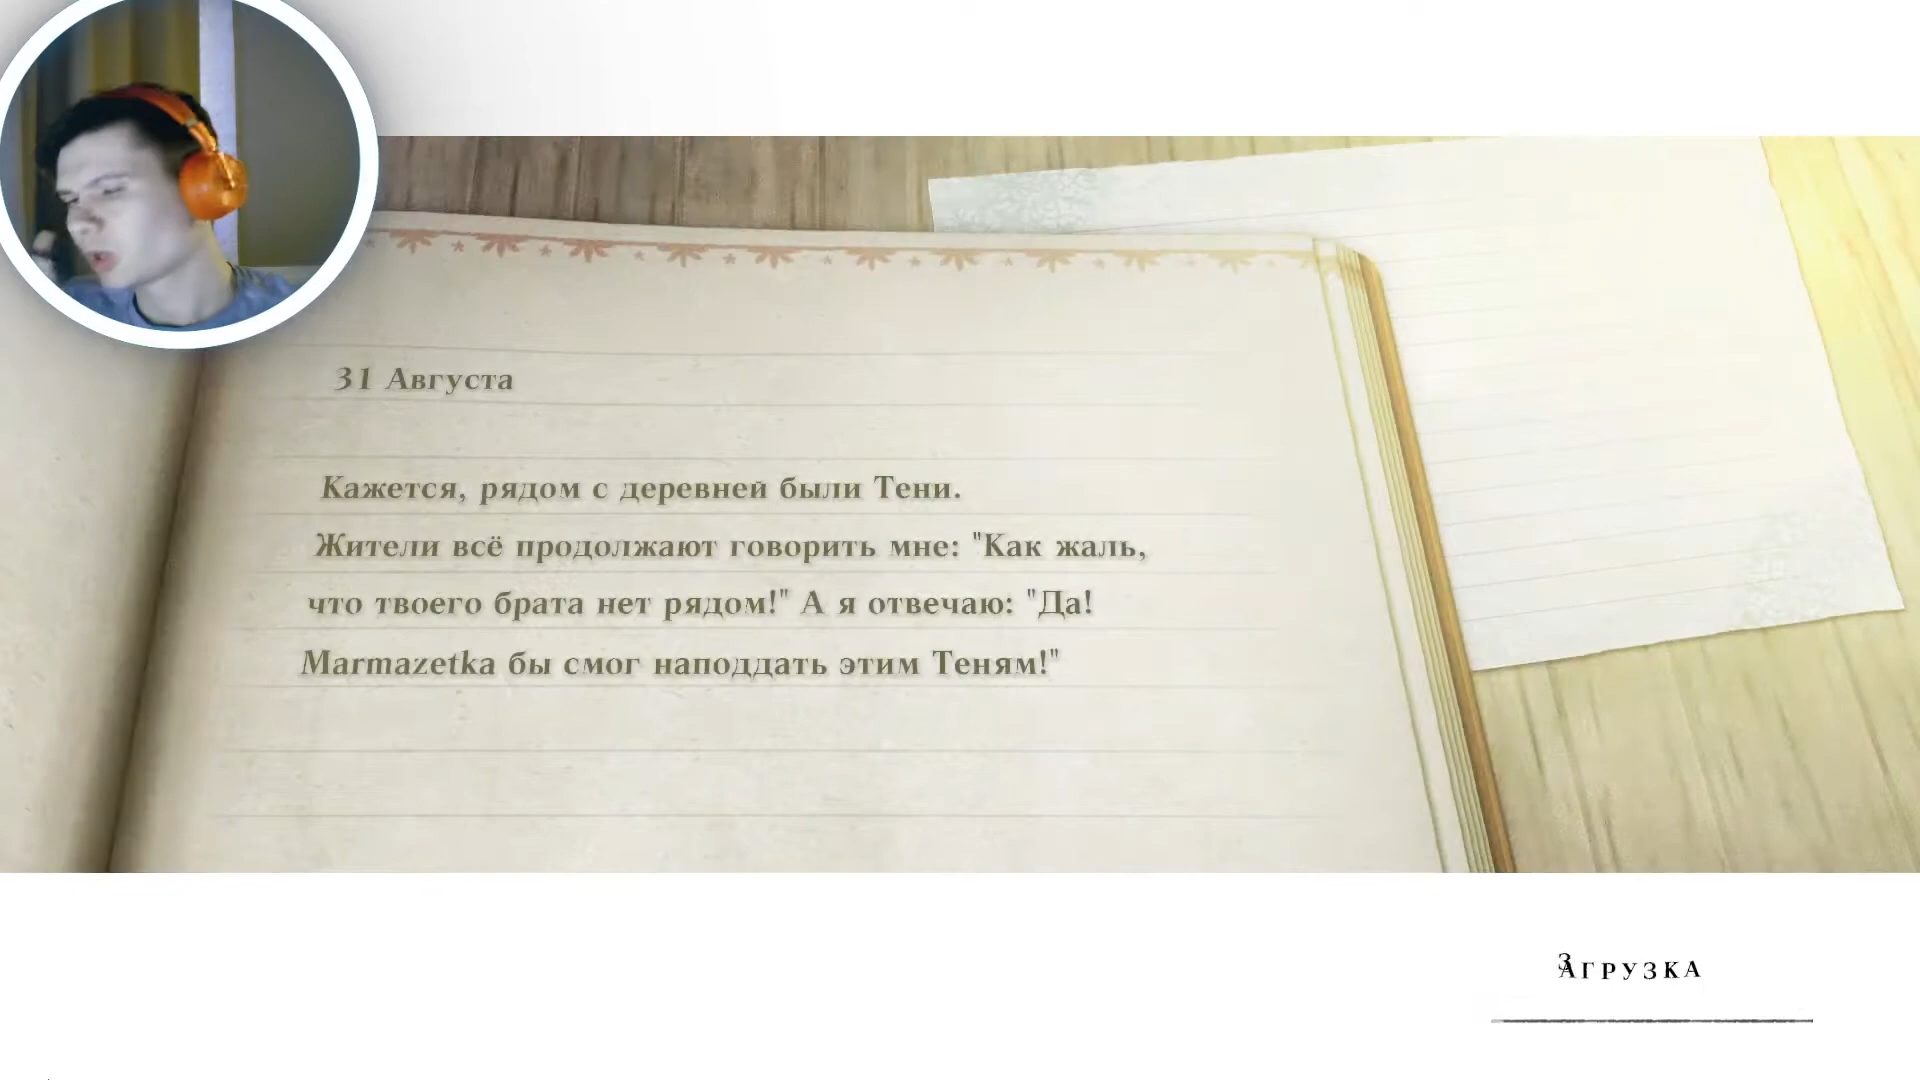 31 Августа
Кажется, рядом с деревней были Тени.
Жители всё продолжают говорить мне: "Как жаль,
что твоего брата нет рядом!" А я отвечаю: "Да!
Marmazetka бы смог наподдать этим Теням!"
ЗАГРУЗКА